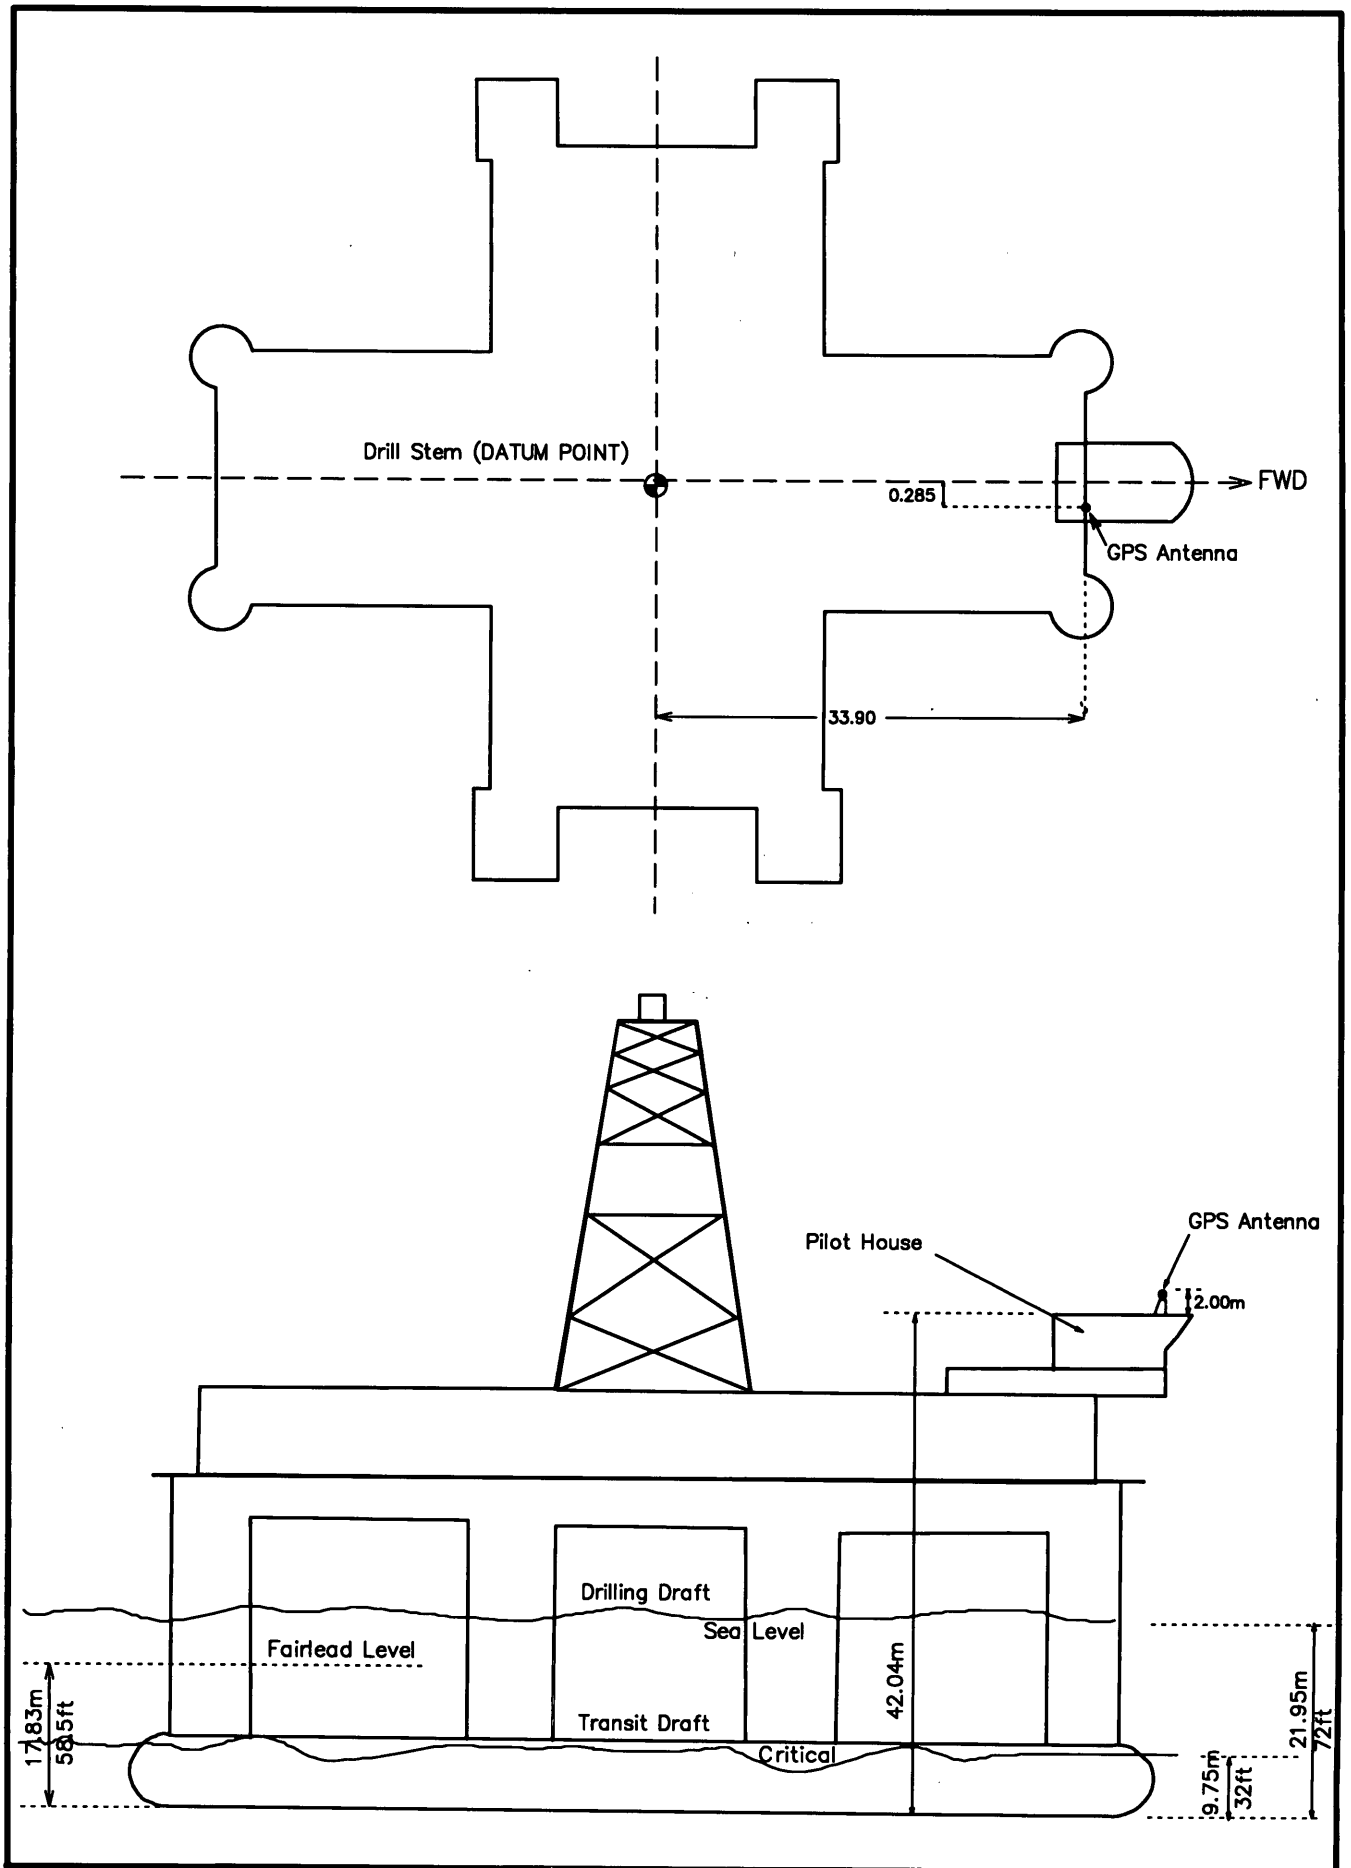 Drill Stem (DATUM POINT)
FWD
0.285
GPS Antenna
33.90
GPS Antenna
Pilot House
2.00m
Drilling Draft
Sea Level
Fairlead Level
42.04m
17.83m
58.5ft
Transit Draft
Critical
21.95m
72ft
9.75m
32ft